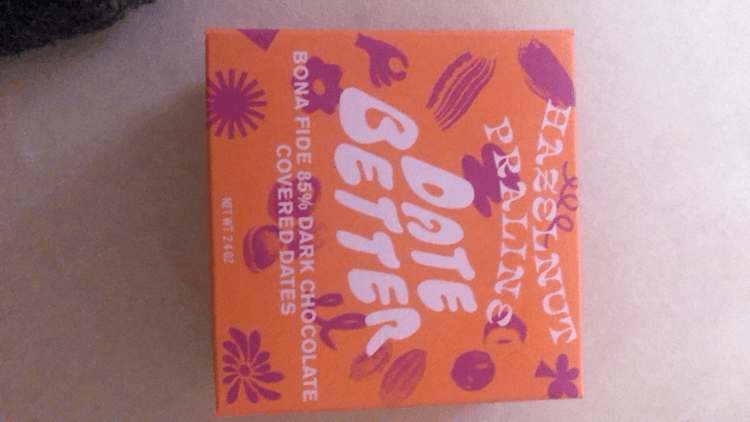 HAZELNUT
PRALINE
DATE
BETTER
BONA FIDE 85% DARK CHOCOLATE
COVERED DATES
NET WT. 2.4 OZ